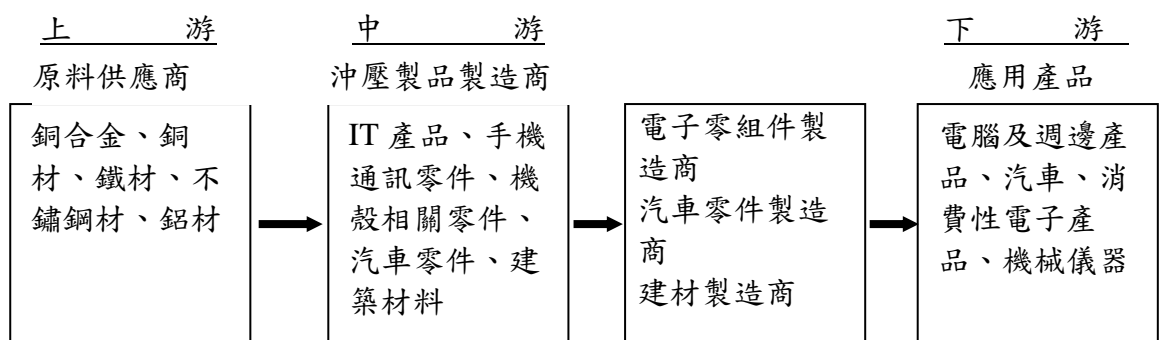 上 游
原料供應商
銅合金、銅
材、鐵材、不
鏽鋼材、鋁材
中 游
沖壓製品製造商
IT 產品、手機
通訊零件、機
殼相關零件、
汽車零件、建
築材料
電子零組件製
造商
汽車零件製造
商
建材製造商
下 游
應用產品
電腦及週邊產
品、汽車、消
費性電子產
品、機械儀器